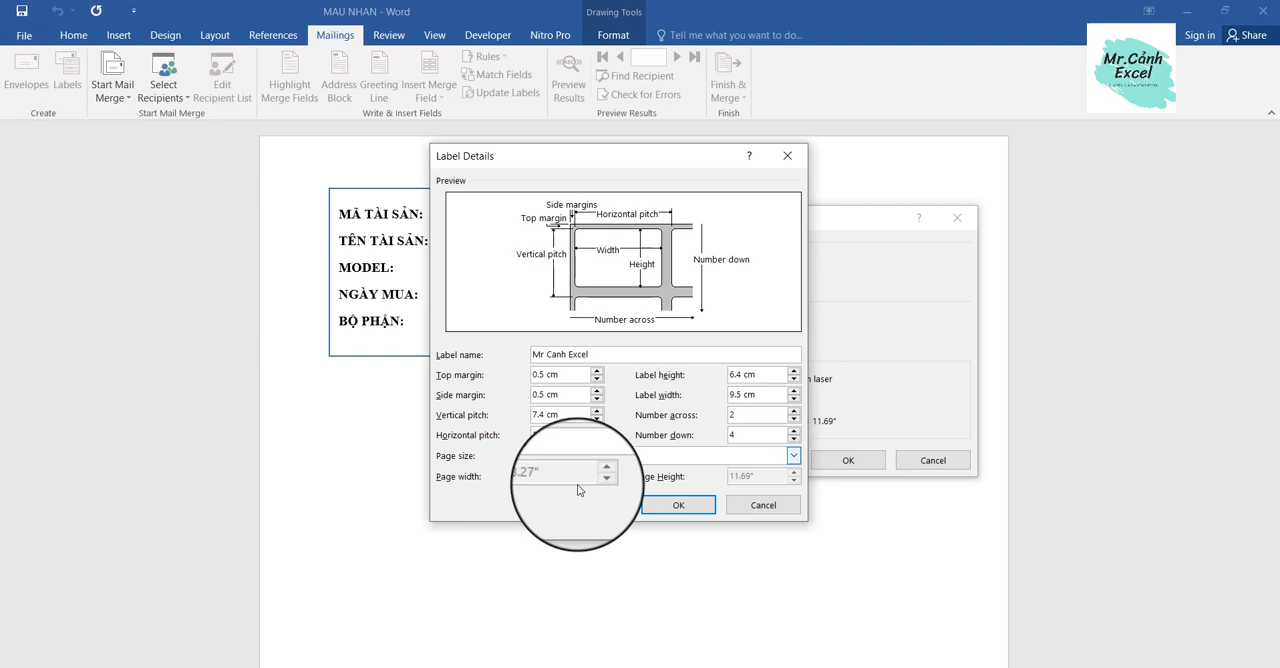 MAU NHAN - Word
Drawing Tools
File Home Insert Design Layout References Mailings Review View Developer Nitro Pro Format Tell me what you want to do... Sign in Share
Envelopes Labels
Create
Start Mail Merge
Select Recipients
Edit Recipient List
Start Mail Merge
Highlight Merge Fields
Address Block
Greeting Line
Insert Merge Field
Rules
Match Fields
Update Labels
Write & Insert Fields
ABC
Preview Results
Find Recipient
Check for Errors
Preview Results
Finish & Merge
Finish
Mr.Cảnh
Excel
MÃ TÀI SẢN:
TÊN TÀI SẢN:
MODEL:
NGÀY MUA:
BỘ PHẬN:
Label Details ?
Preview
Side margins
Top margin Horizontal pitch
Vertical pitch Width
Height Number down
Number across
Label name: Mr Canh Excel
Top margin: 0.5 cm Label height: 6.4 cm
Side margin: 0.5 cm Label width: 9.5 cm
Vertical pitch: 7.4 cm Number across: 2
Horizontal pitch: Number down: 4
Page size:
Page width: .27" Height: 11.69"
OK Cancel
?
laser
11.69"
OK Cancel